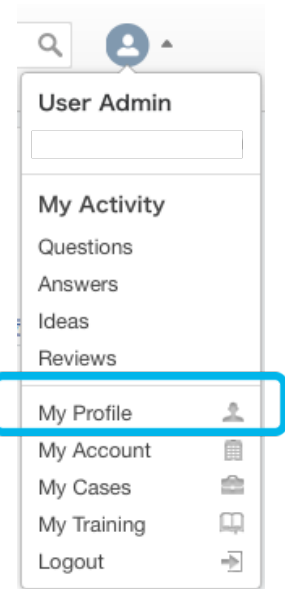 User Admin
My Activity
Questions
Answers
Ideas
Reviews
My Profile
My Account
My Cases
My Training
Logout